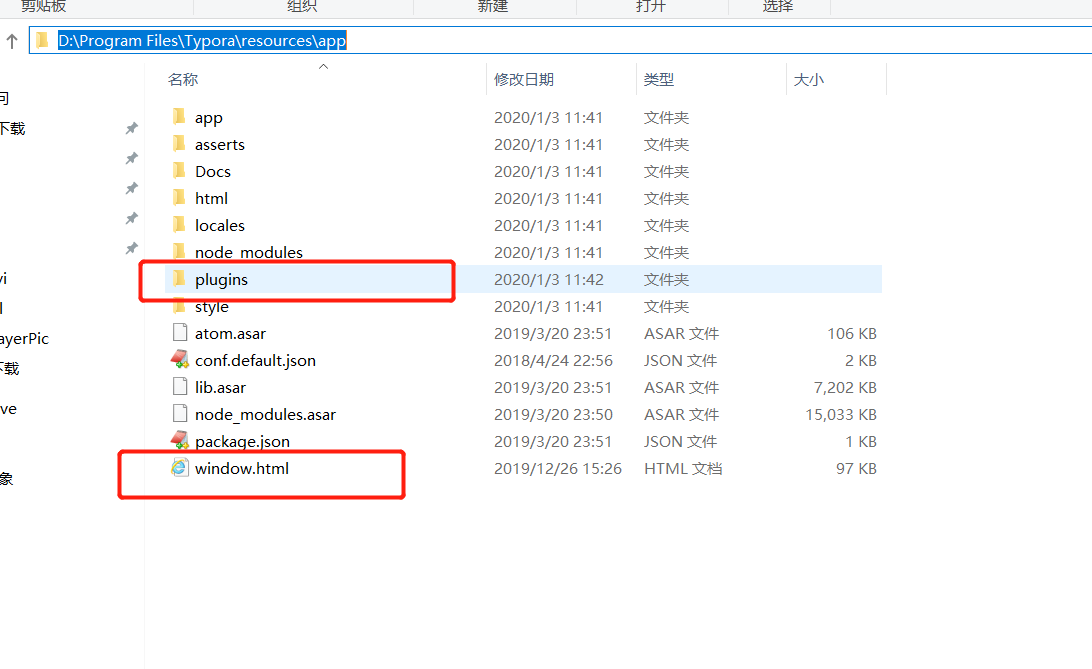 剪贴板 组织 新建 打开 选择
D:\Program Files\Typora\resources\app
名称 修改日期 类型 大小
app 2020/1/3 11:41 文件夹
下载 asserts 2020/1/3 11:41 文件夹
Docs 2020/1/3 11:41 文件夹
html 2020/1/3 11:41 文件夹
locales 2020/1/3 11:41 文件夹
node_modules 2020/1/3 11:41 文件夹
plugins 2020/1/3 11:42 文件夹
style 2020/1/3 11:41 文件夹
ayerPic atom.asar 2019/3/20 23:51 ASAR 文件 106 KB
下载 conf.default.json 2018/4/24 22:56 JSON 文件 2 KB
lib.asar 2019/3/20 23:51 ASAR 文件 7,202 KB
ve node_modules.asar 2019/3/20 23:50 ASAR 文件 15,033 KB
package.json 2019/3/20 23:51 JSON 文件 1 KB
象 window.html 2019/12/26 15:26 HTML 文档 97 KB